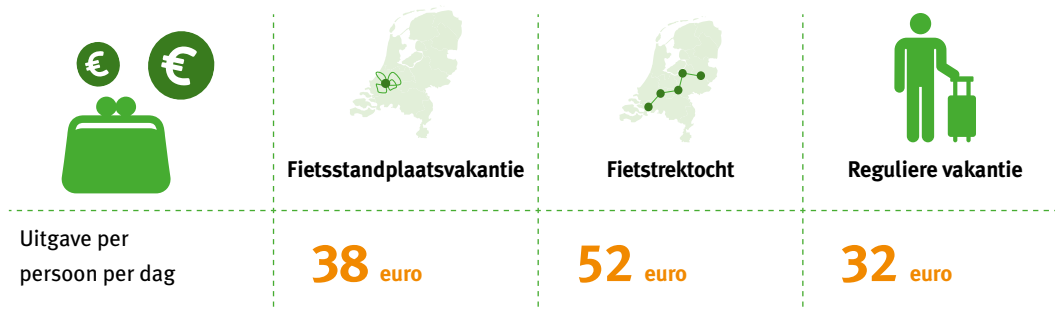 € €
Fietsstandplaatsvakantie
Fietstrektocht
Reguliere vakantie
Uitgave per
persoon per dag
38 euro
52 euro
32 euro